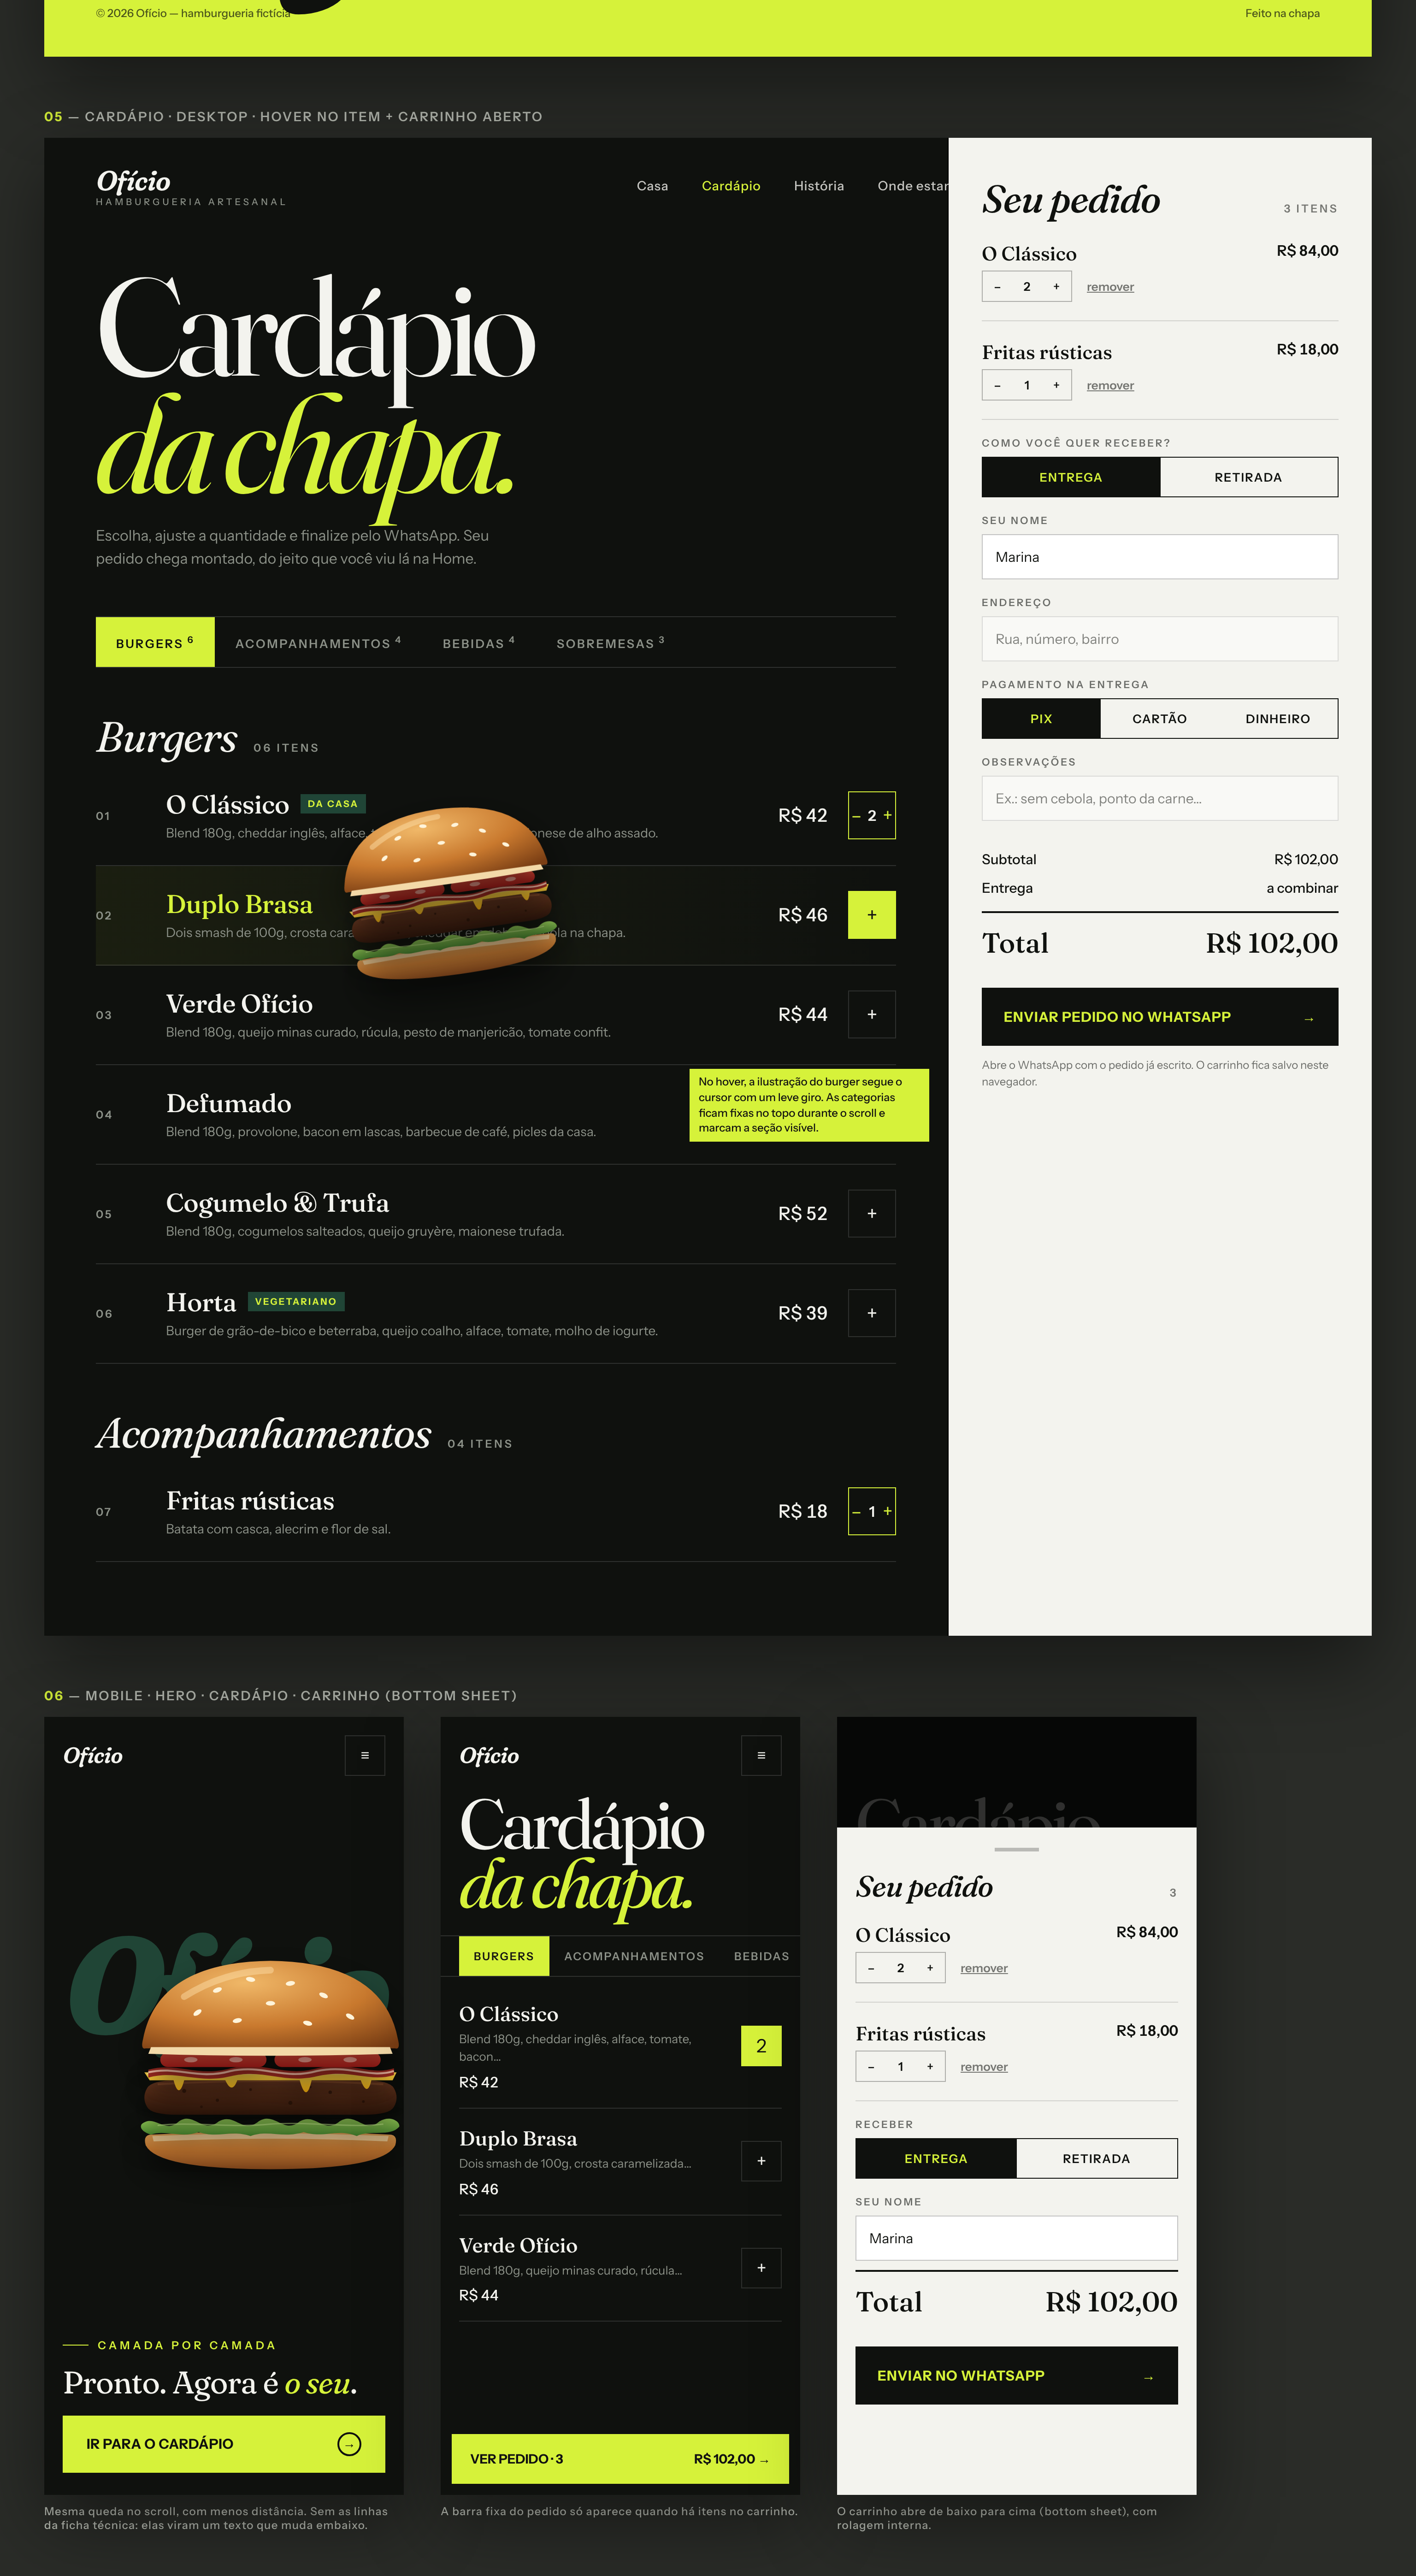 © 2026 Ofício — hamburgueria fictícia
Feito na chapa
05 — CARDÁPIO · DESKTOP · HOVER NO ITEM + CARRINHO ABERTO
Ofício
HAMBURGUERIA ARTESANAL
Casa
Cardápio
História
Onde estar
Cardápio
da chapa.
Escolha, ajuste a quantidade e finalize pelo WhatsApp. Seu
pedido chega montado, do jeito que você viu lá na Home.
BURGERS 6
ACOMPANHAMENTOS 4
BEBIDAS 4
SOBREMESAS 3
Burgers 06 ITENS
01
O Clássico DA CASA
Blend 180g, cheddar inglês, alface, onese de alho assado.
R$ 42
– 2 +
02
Duplo Brasa
Dois smash de 100g, crosta cara la na chapa.
R$ 46
+
03
Verde Ofício
Blend 180g, queijo minas curado, rúcula, pesto de manjericão, tomate confit.
R$ 44
+
04
Defumado
Blend 180g, provolone, bacon em lascas, barbecue de café, picles da casa.
No hover, a ilustração do burger segue o
cursor com um leve giro. As categorias
ficam fixas no topo durante o scroll e
marcam a seção visível.
05
Cogumelo & Trufa
Blend 180g, cogumelos salteados, queijo gruyère, maionese trufada.
R$ 52
+
06
Horta VEGETARIANO
Burger de grão-de-bico e beterraba, queijo coalho, alface, tomate, molho de iogurte.
R$ 39
+
Acompanhamentos 04 ITENS
07
Fritas rústicas
Batata com casca, alecrim e flor de sal.
R$ 18
– 1 +
Seu pedido
3 ITENS
O Clássico
R$ 84,00
– 2 +
remover
Fritas rústicas
R$ 18,00
– 1 +
remover
COMO VOCÊ QUER RECEBER?
ENTREGA
RETIRADA
SEU NOME
Marina
ENDEREÇO
Rua, número, bairro
PAGAMENTO NA ENTREGA
PIX
CARTÃO
DINHEIRO
OBSERVAÇÕES
Ex.: sem cebola, ponto da carne...
Subtotal
R$ 102,00
Entrega
a combinar
Total
R$ 102,00
ENVIAR PEDIDO NO WHATSAPP →
Abre o WhatsApp com o pedido já escrito. O carrinho fica salvo neste
navegador.
06 — MOBILE · HERO · CARDÁPIO · CARRINHO (BOTTOM SHEET)
Ofício
≡
Ofício
CAMADA POR CAMADA
Pronto. Agora é o seu.
IR PARA O CARDÁPIO →
Mesma queda no scroll, com menos distância. Sem as linhas
da ficha técnica: elas viram um texto que muda embaixo.
Ofício
≡
Cardápio
da chapa.
BURGERS
ACOMPANHAMENTOS
BEBIDAS
O Clássico
Blend 180g, cheddar inglês, alface, tomate,
bacon...
R$ 42
2
Duplo Brasa
Dois smash de 100g, crosta caramelizada...
R$ 46
+
Verde Ofício
Blend 180g, queijo minas curado, rúcula...
R$ 44
+
VER PEDIDO · 3
R$ 102,00 →
A barra fixa do pedido só aparece quando há itens no carrinho.
Cardápio
Seu pedido
3
O Clássico
R$ 84,00
– 2 +
remover
Fritas rústicas
R$ 18,00
– 1 +
remover
RECEBER
ENTREGA
RETIRADA
SEU NOME
Marina
Total
R$ 102,00
ENVIAR NO WHATSAPP →
O carrinho abre de baixo para cima (bottom sheet), com
rolagem interna.